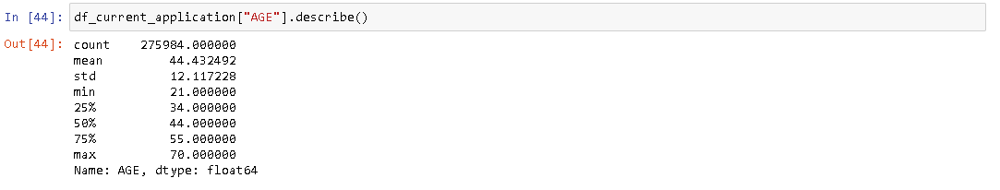 In [44]: df_current_application["AGE"].describe()
Out[44]: count    275984.000000
mean         44.432492
std          12.117228
min          21.000000
25%          34.000000
50%          44.000000
75%          55.000000
max          70.000000
Name: AGE, dtype: float64